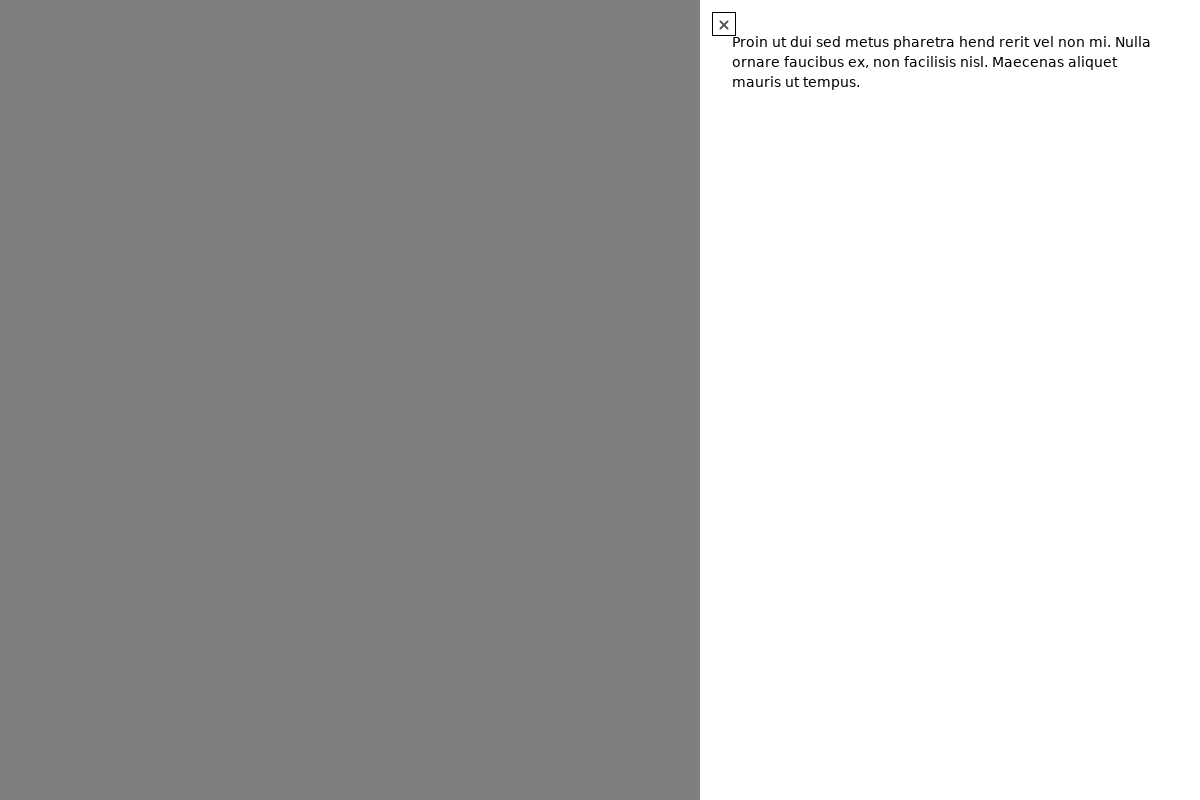 Proin ut dui sed metus pharetra hend rerit vel non mi. Nulla
ornare faucibus ex, non facilisis nisl. Maecenas aliquet
mauris ut tempus.